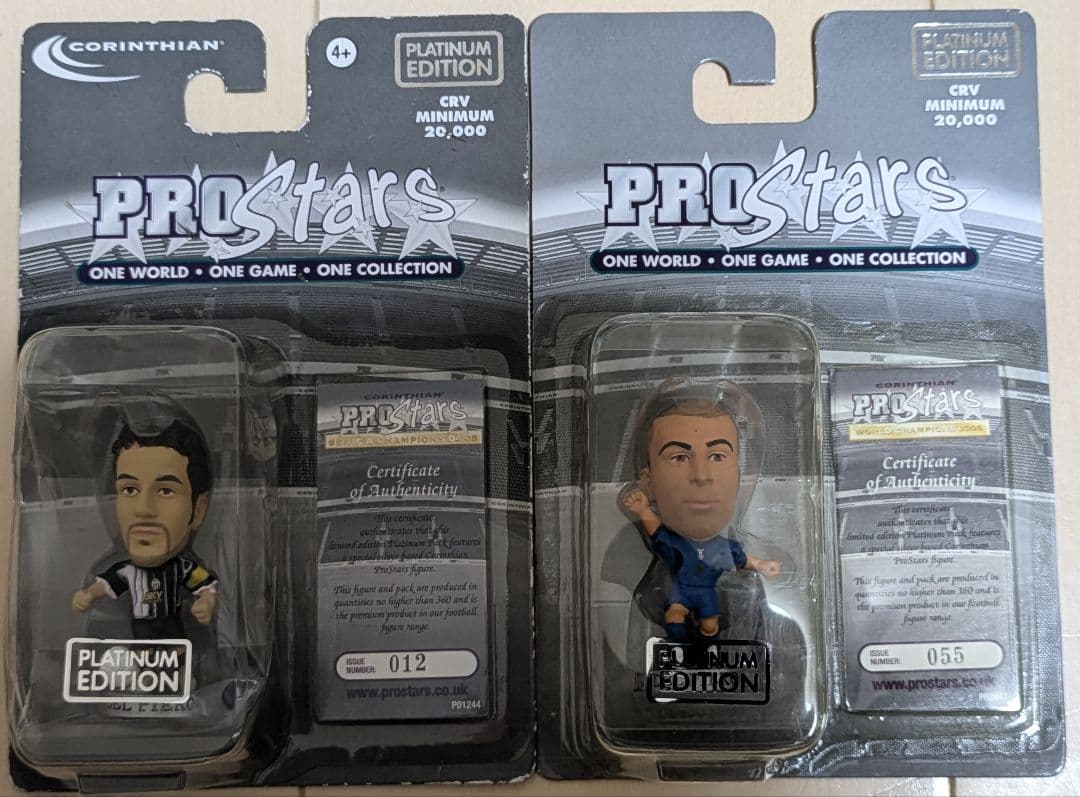 CORINTHIAN
4+
PLATINUM
EDITION
CRV
MINIMUM
20,000
PROStars
ONE WORLD • ONE GAME • ONE COLLECTION
CORINTHIAN
PROStars
SERIE A CHAMPIONS
Certificate
of Authenticity
This certificate
authenticates that this
limited edition Platinum Pack features
a special silver based Corinthian
ProStars figure.
This figure and pack are produced in
quantities no higher than 360 and is
the premium product in our football
figure range.
ISSUE
NUMBER:
012
www.prostars.co.uk
P01244
PLATINUM
EDITION
PLATINUM
EDITION
CRV
MINIMUM
20,000
PROStars
ONE WORLD • ONE GAME • ONE COLLECTION
CORINTHIAN
PROStars
WORLD CHAMPIONS 2006
Certificate
of Authenticity
This certificate
authenticates that this
limited edition Platinum Pack features
a special silver based Corinthian
ProStars figure.
This figure and pack are produced in
quantities no higher than 360 and is
the premium product in our football
figure range.
ISSUE
NUMBER:
055
www.prostars.co.uk
PLATINUM
EDITION